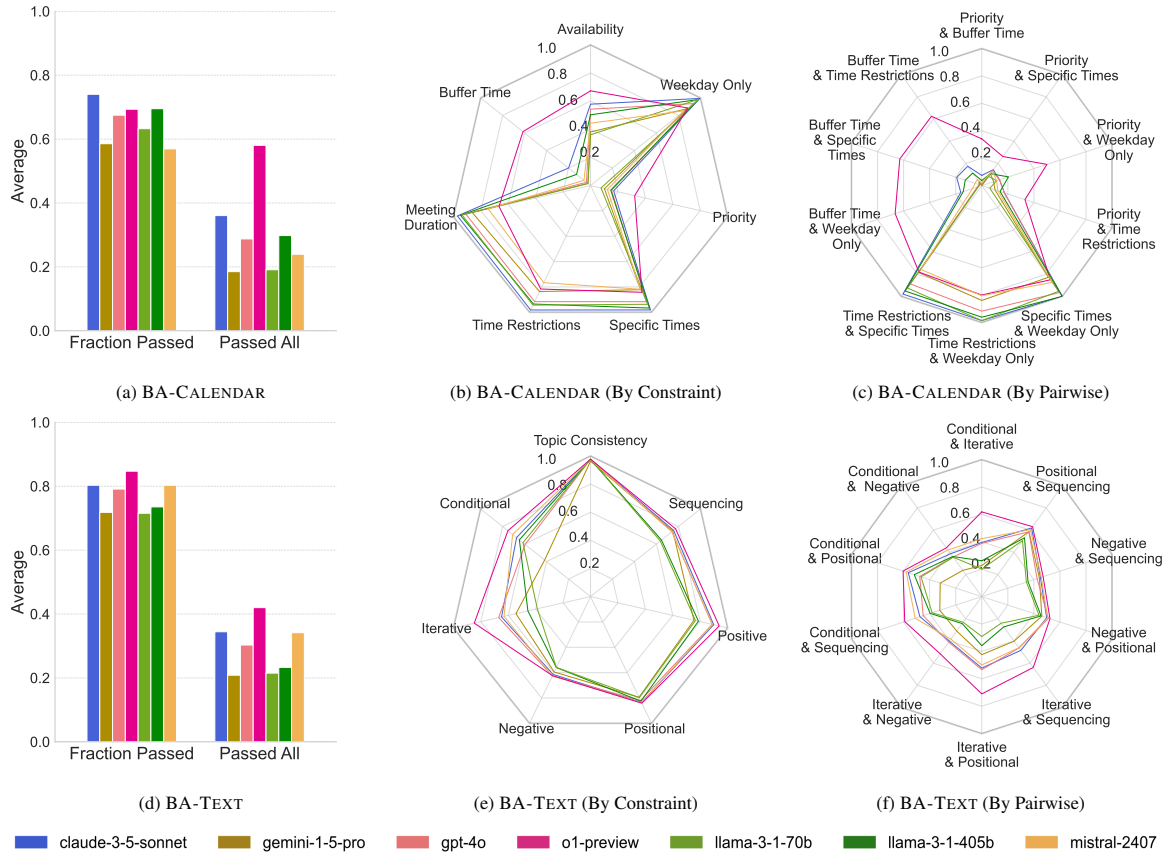 1.0
0.8
0.6
0.4
0.2
0.0
Average
Fraction Passed
Passed All
(a) BA-CALENDAR
Availability
1.0
0.8
0.6
0.4
0.2
Weekday Only
Buffer Time
Priority
Meeting
Duration
Time Restrictions
Specific Times
(b) BA-CALENDAR (By Constraint)
Priority
& Buffer Time
1.0
0.8
0.6
0.4
0.2
Buffer Time
& Time Restrictions
Priority
& Specific Times
Buffer Time
& Specific
Times
Priority
& Weekday
Only
Buffer Time
& Weekday
Only
Priority
& Time
Restrictions
Time Restrictions
& Specific Times
Specific Times
& Weekday Only
Time Restrictions
& Weekday Only
(c) BA-CALENDAR (By Pairwise)
1.0
0.8
0.6
0.4
0.2
0.0
Average
Fraction Passed
Passed All
(d) BA-TEXT
Topic Consistency
1.0
0.8
0.6
0.4
0.2
Conditional
Sequencing
Iterative
Positive
Negative
Positional
(e) BA-TEXT (By Constraint)
Conditional
& Iterative
1.0
0.8
0.6
0.4
0.2
Conditional
& Negative
Positional
& Sequencing
Conditional
& Positional
Negative
& Sequencing
Conditional
& Sequencing
Negative
& Positional
Iterative
& Negative
Iterative
& Sequencing
Iterative
& Positional
(f) BA-TEXT (By Pairwise)
claude-3-5-sonnet
gemini-1-5-pro
gpt-4o
o1-preview
llama-3-1-70b
llama-3-1-405b
mistral-2407